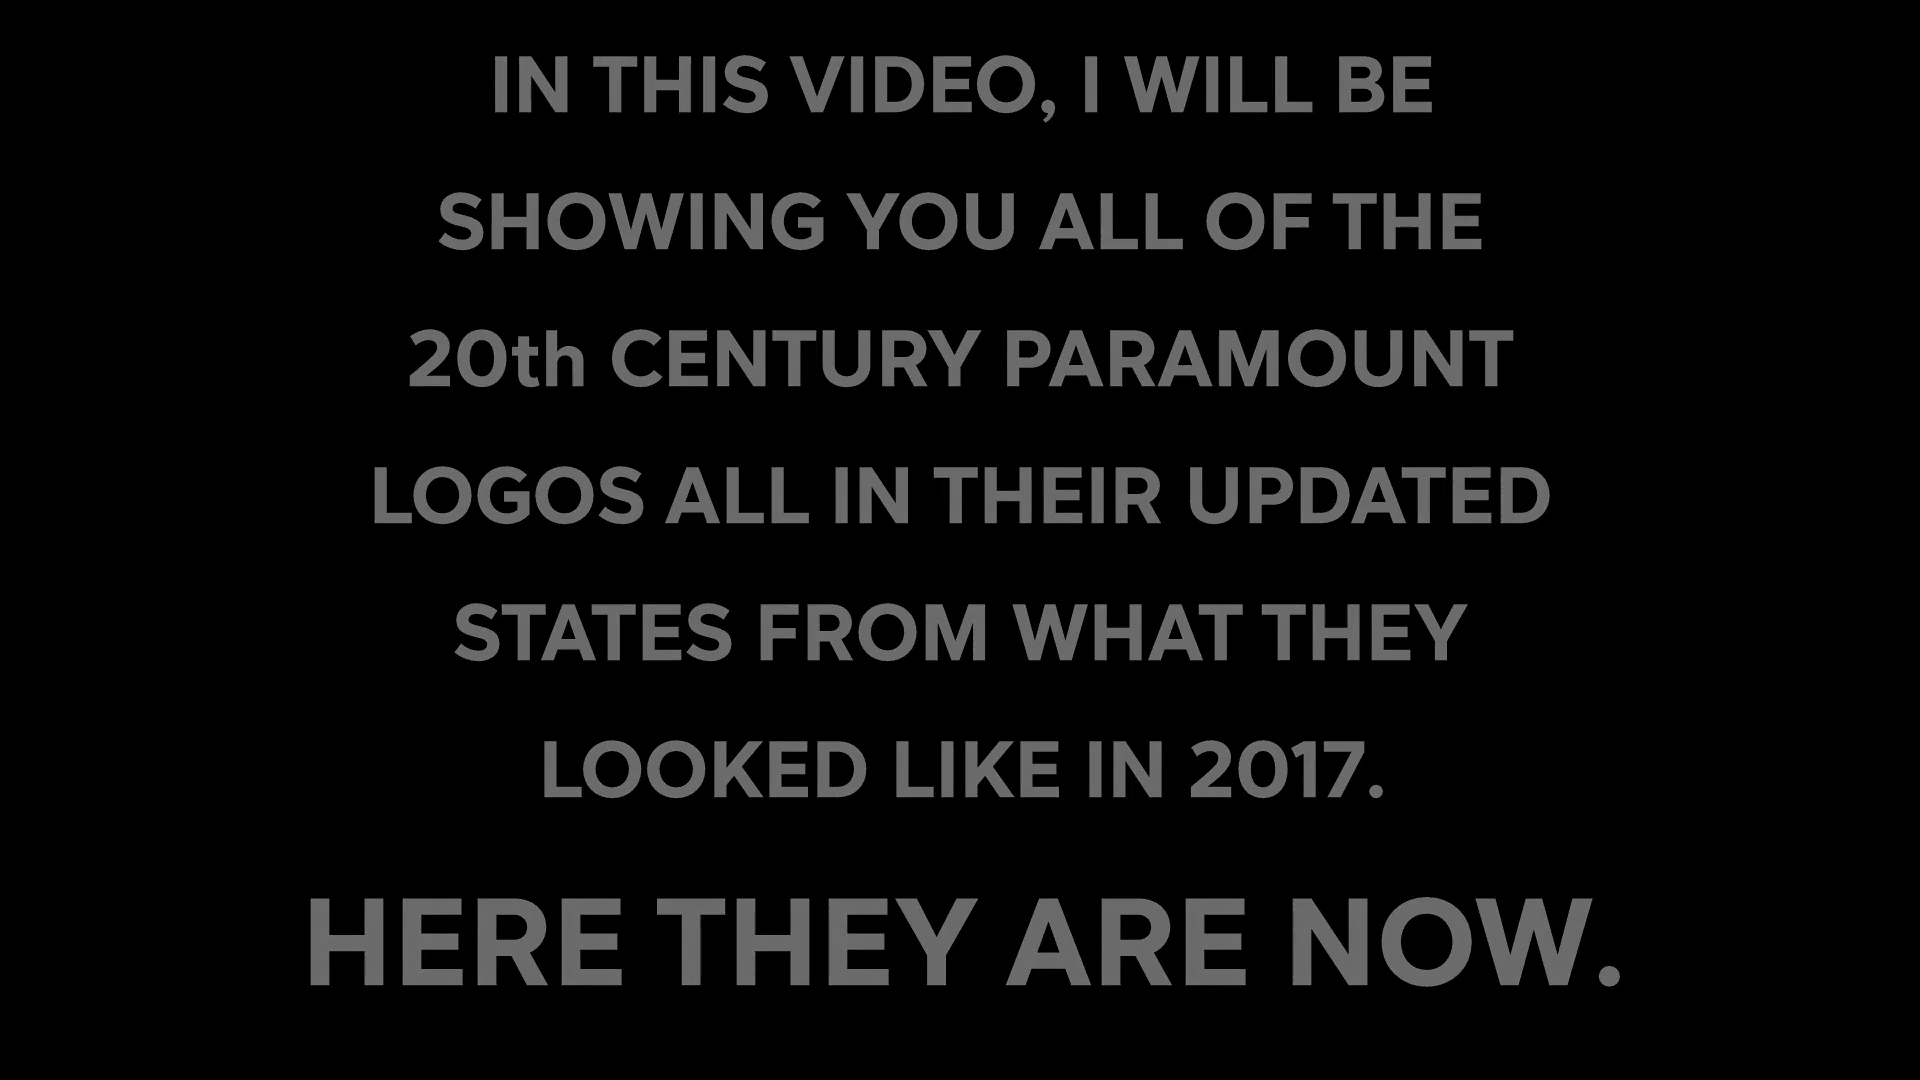 IN THIS VIDEO, I WILL BE
SHOWING YOU ALL OF THE
20th CENTURY PARAMOUNT
LOGOS ALL IN THEIR UPDATED
STATES FROM WHAT THEY
LOOKED LIKE IN 2017.
HERE THEY ARE NOW.